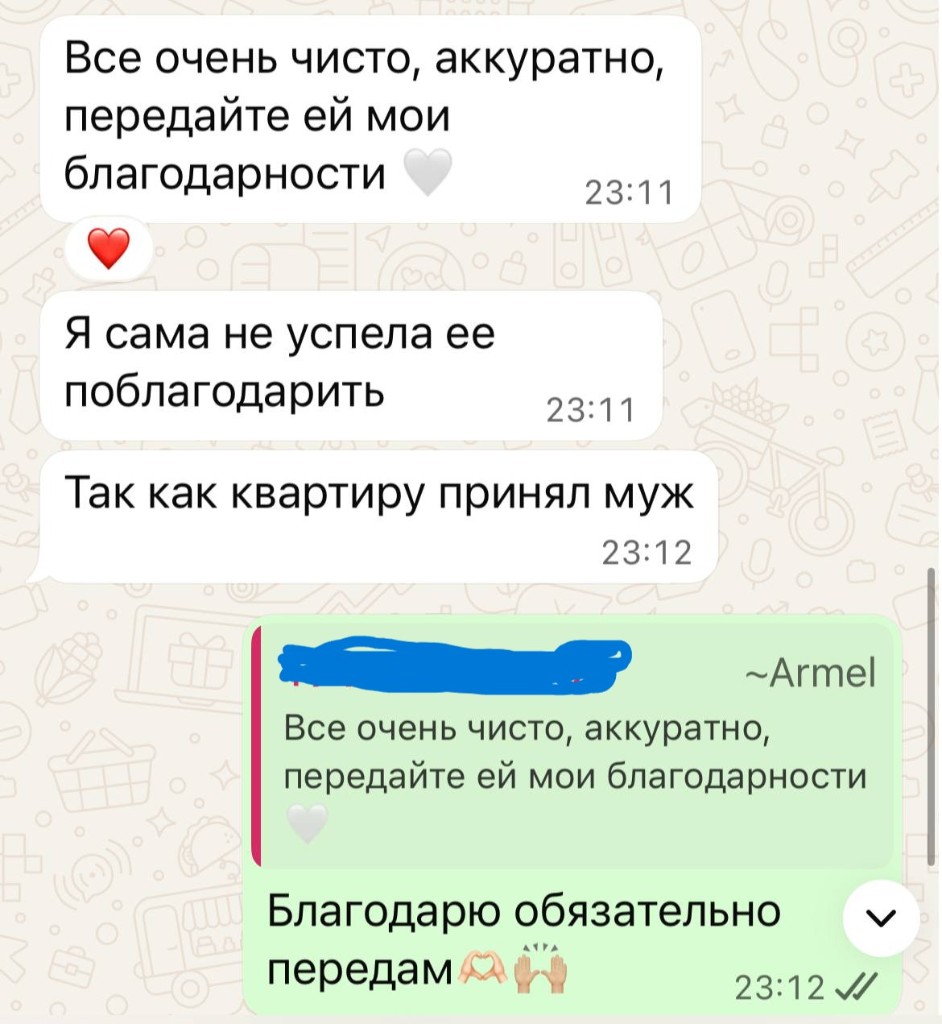 Все очень чисто, аккуратно,
передайте ей мои
благодарности 🤍
23:11
❤️
Я сама не успела ее
поблагодарить
23:11
Так как квартиру принял муж
23:12
~Armel
Все очень чисто, аккуратно,
передайте ей мои благодарности
🤍
Благодарю обязательно
передам🫶🏼🙌🏼
23:12